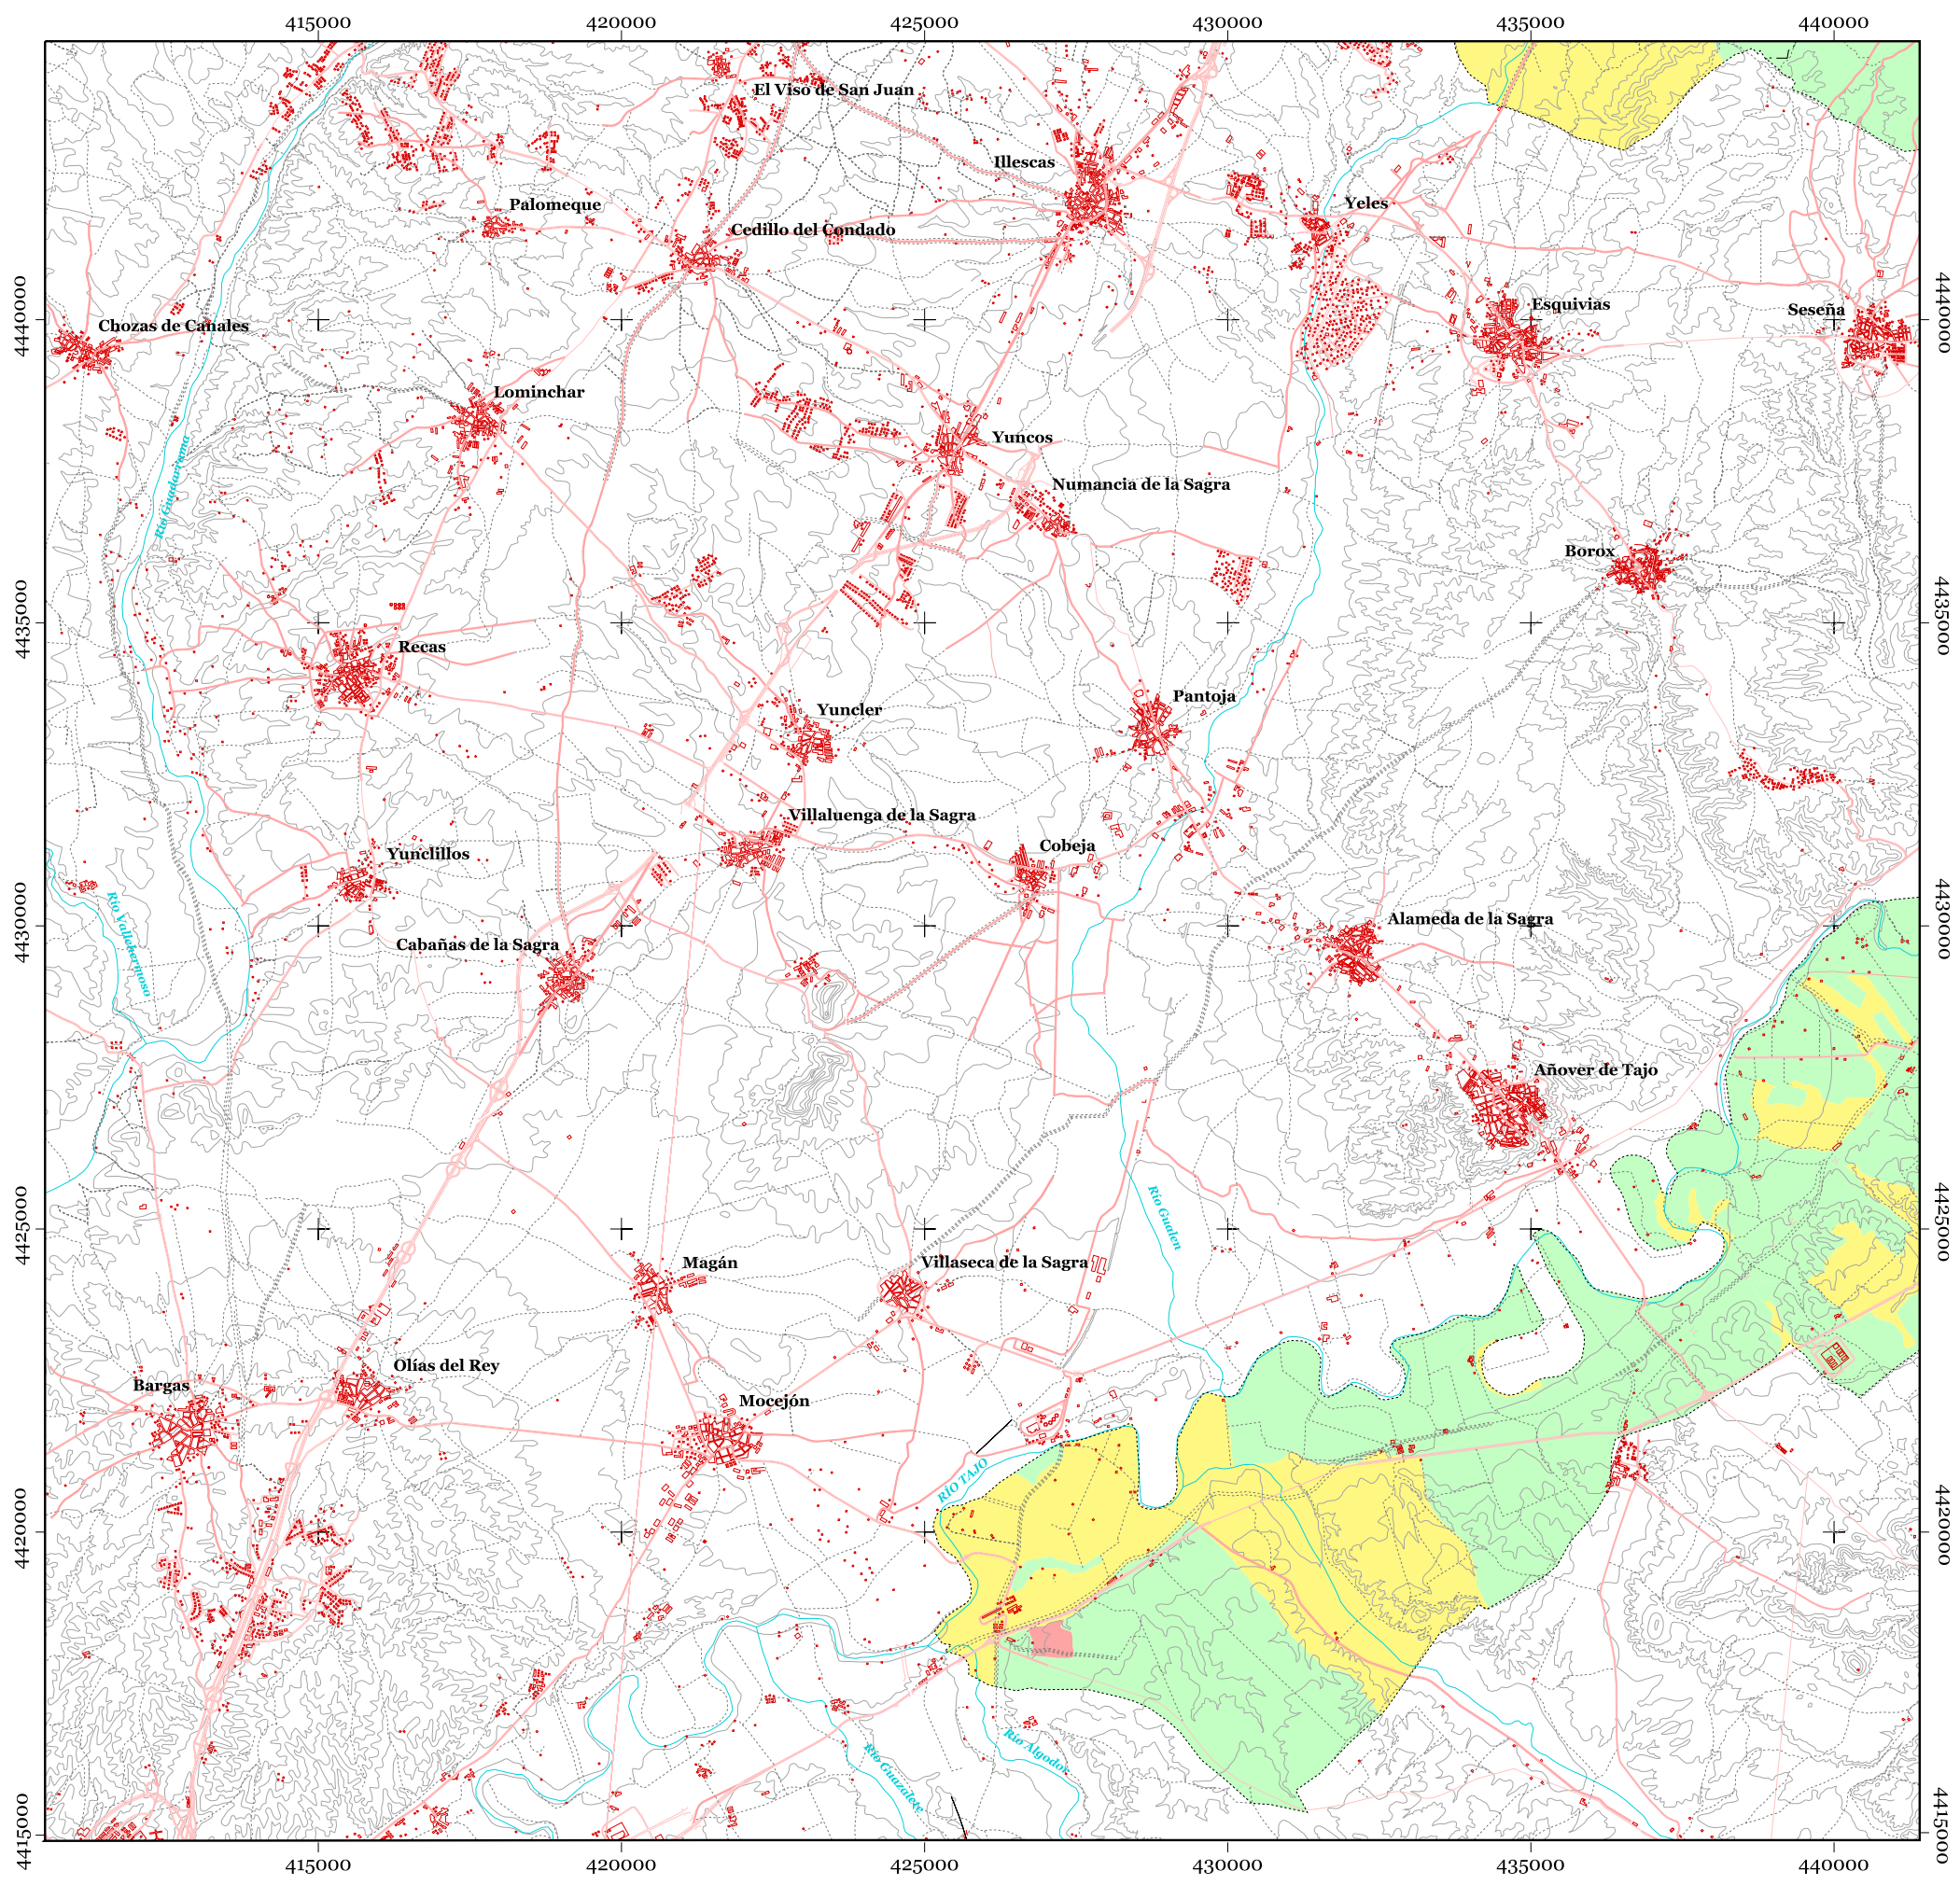 415000 420000 425000 430000 435000 440000
El Viso de San Juan
Illescas
Palomeque
Yeles
Cedillo del Condado
Esquivias
Seseña
4440000
4440000
Chozas de Canales
Lominchar
Yuncos
Río Guadarrama
Numancia de la Sagra
Borox
4435000
4435000
Recas
Pantoja
Yuncler
Villaluenga de la Sagra
Cobeja
Yunclillos
Río Vallehermoso
Alameda de la Sagra
4430000
4430000
Cabañas de la Sagra
Añover de Tajo
4425000
4425000
Río Gualen
Magán
Villaseca de la Sagra
Olías del Rey
Bargas
Mocejón
RÍO TAJO
4420000
4420000
Río Algodor
Río Guazalete
4415000
4415000
415000 420000 425000 430000 435000 440000